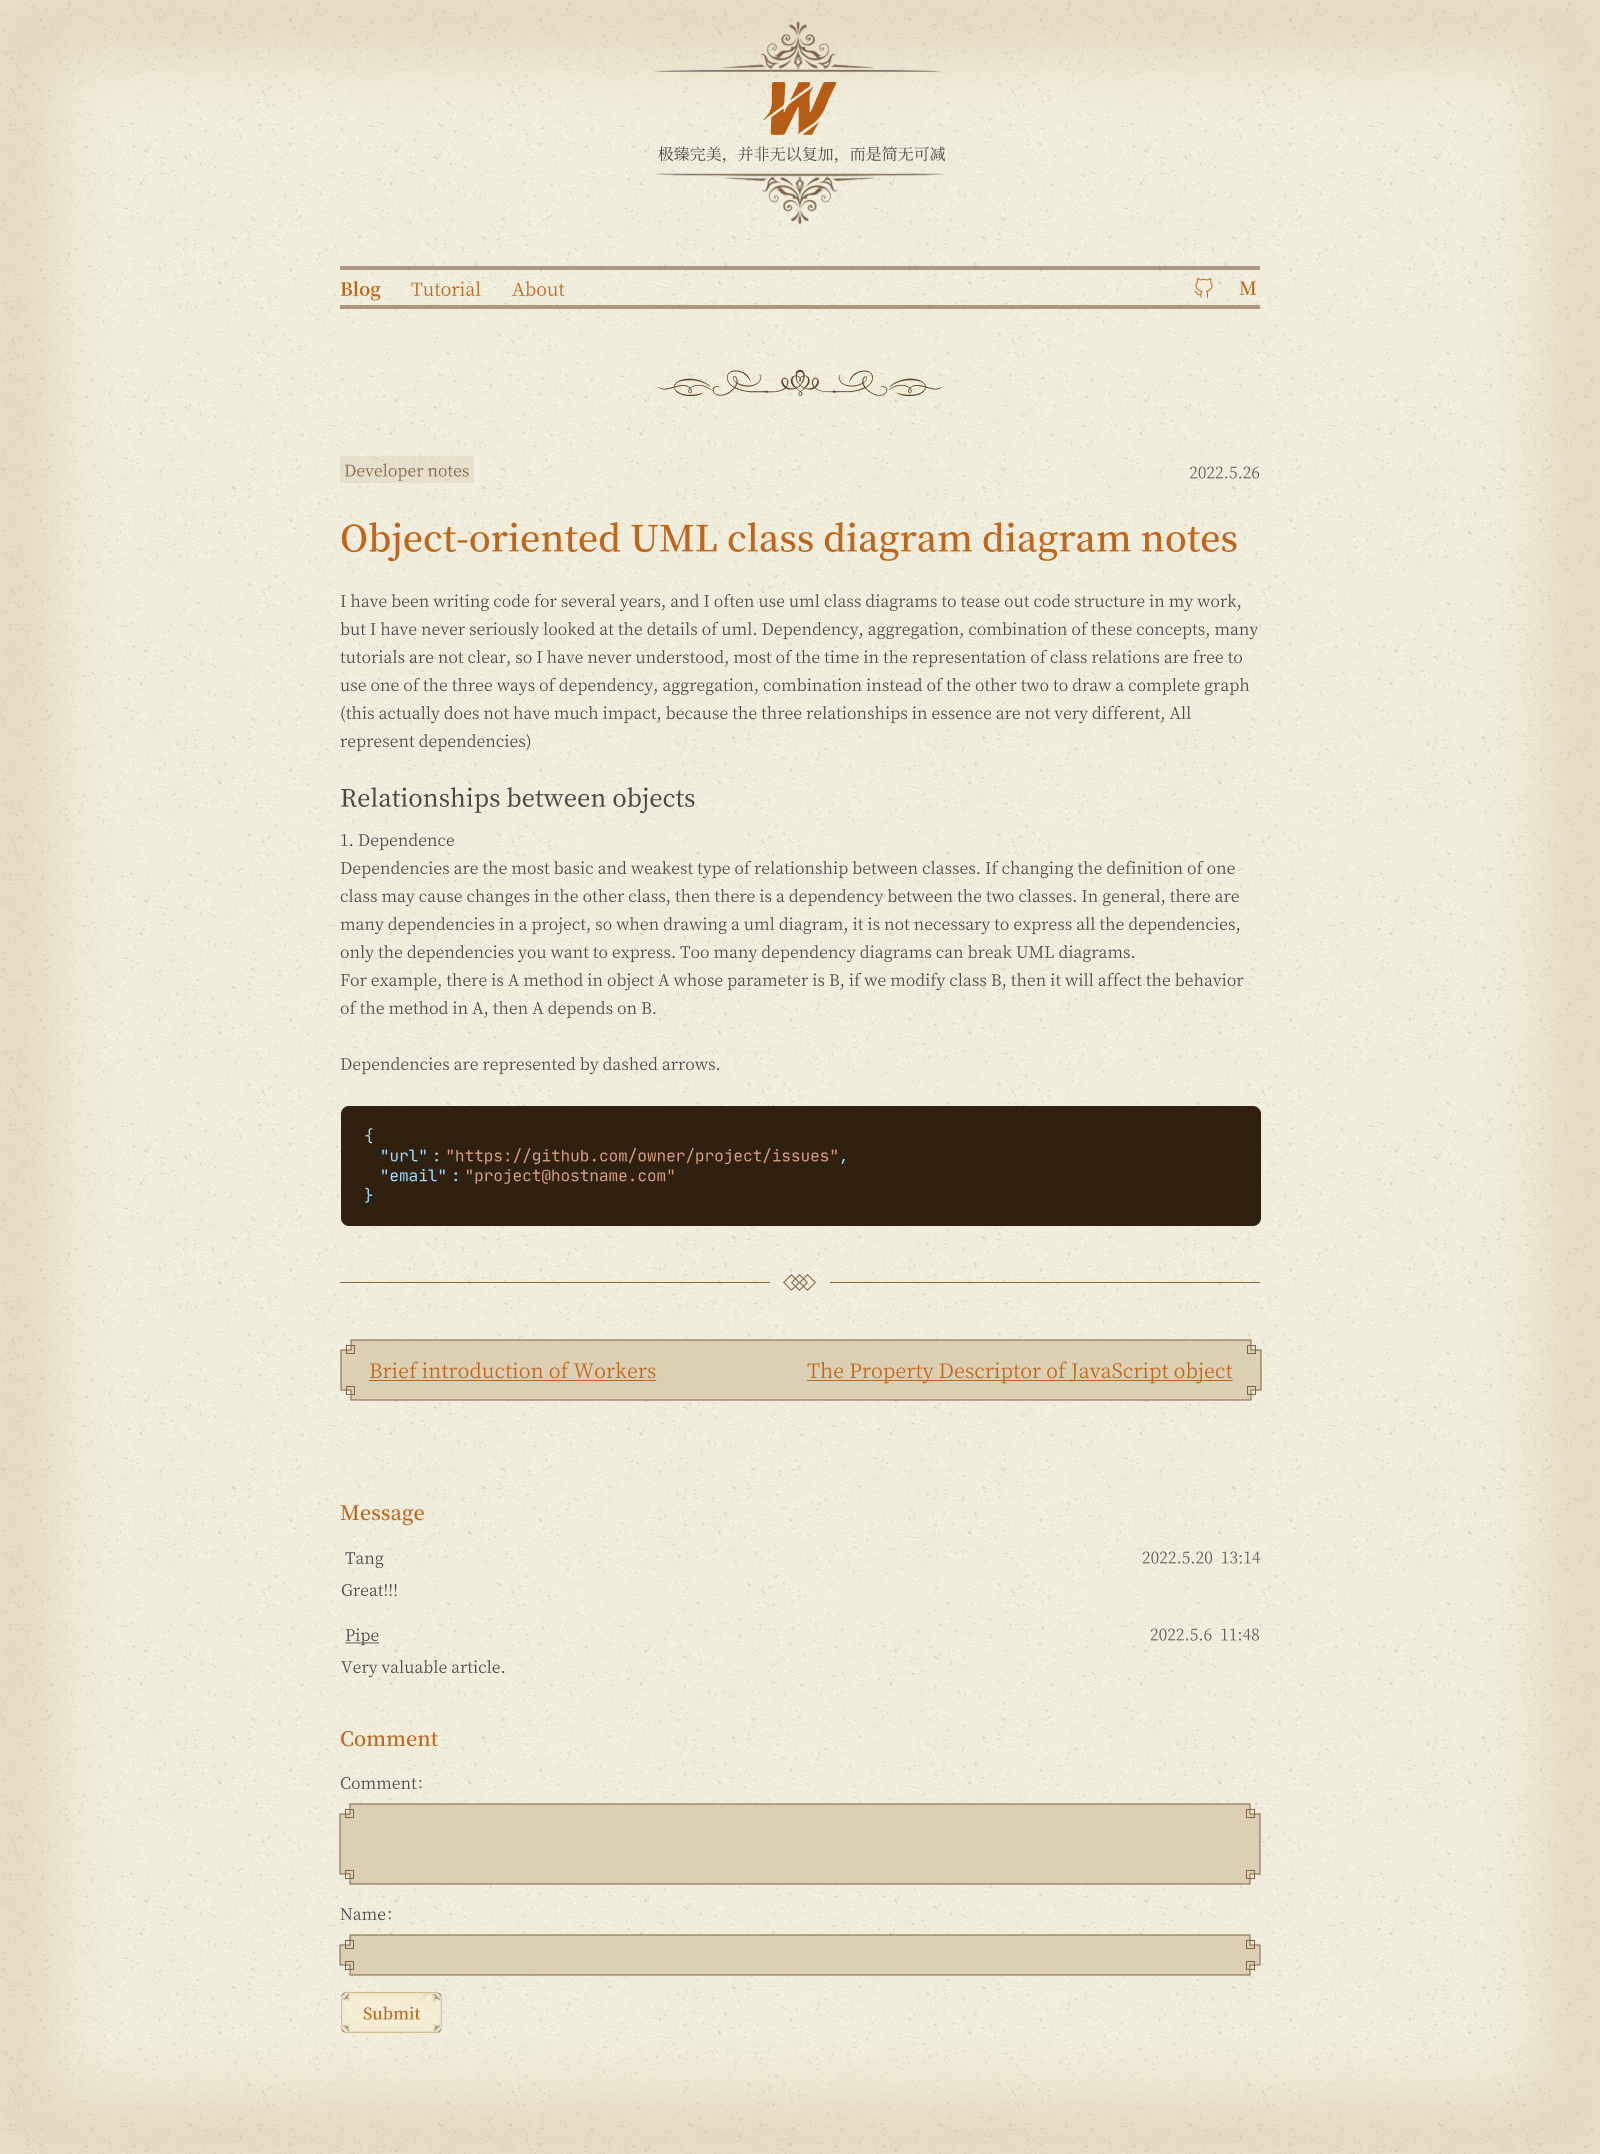 W
极臻完美，并非无以复加，而是简无可减
Blog Tutorial About M
Developer notes 2022.5.26
Object-oriented UML class diagram diagram notes
I have been writing code for several years, and I often use uml class diagrams to tease out code structure in my work,
but I have never seriously looked at the details of uml. Dependency, aggregation, combination of these concepts, many
tutorials are not clear, so I have never understood, most of the time in the representation of class relations are free to
use one of the three ways of dependency, aggregation, combination instead of the other two to draw a complete graph
(this actually does not have much impact, because the three relationships in essence are not very different, All
represent dependencies)
Relationships between objects
1. Dependence
Dependencies are the most basic and weakest type of relationship between classes. If changing the definition of one
class may cause changes in the other class, then there is a dependency between the two classes. In general, there are
many dependencies in a project, so when drawing a uml diagram, it is not necessary to express all the dependencies,
only the dependencies you want to express. Too many dependency diagrams can break UML diagrams.
For example, there is A method in object A whose parameter is B, if we modify class B, then it will affect the behavior
of the method in A, then A depends on B.
Dependencies are represented by dashed arrows.
{
"url" : "https://github.com/owner/project/issues",
"email" : "project@hostname.com"
}
Brief introduction of Workers The Property Descriptor of JavaScript object
Message
Tang 2022.5.20 13:14
Great!!!
Pipe 2022.5.6 11:48
Very valuable article.
Comment
Comment:
Name:
Submit